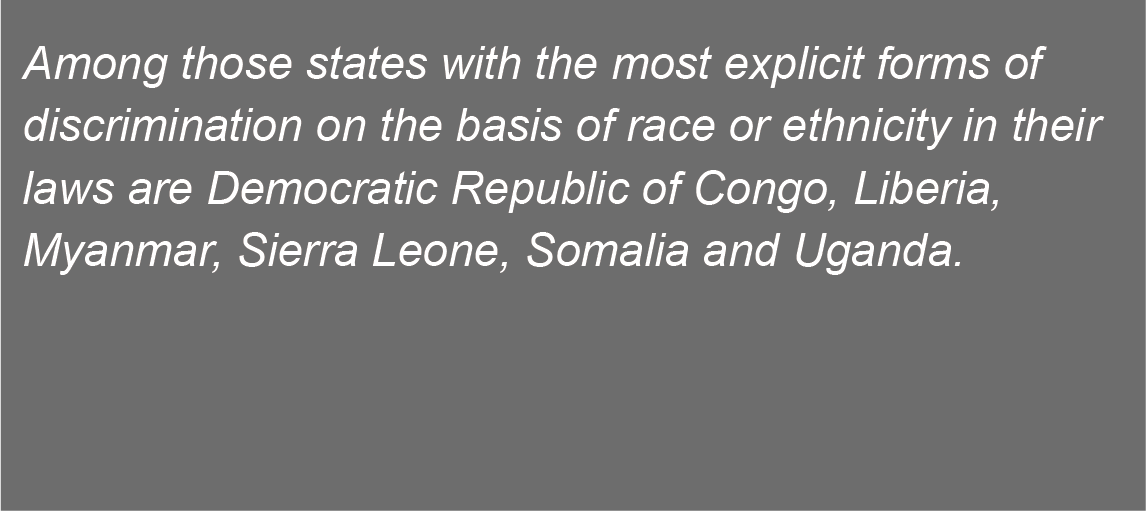 Among those states with the most explicit forms of
discrimination on the basis of race or ethnicity in their
laws are Democratic Republic of Congo, Liberia,
Myanmar, Sierra Leone, Somalia and Uganda.